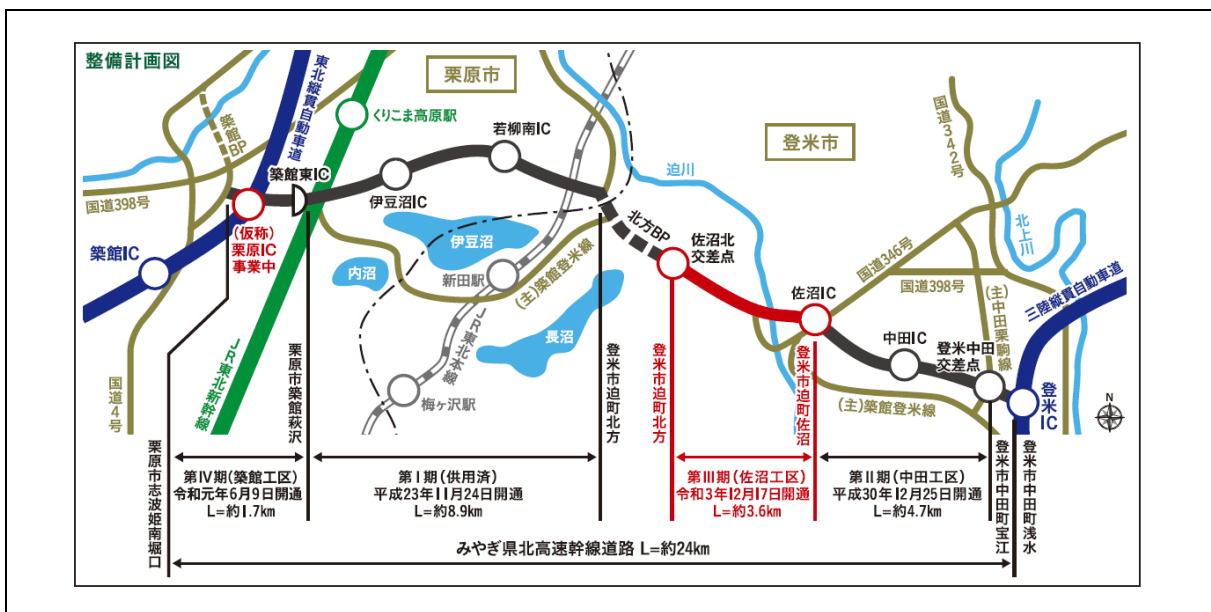 整備計画図
東北縦貫自動車道
栗原市
くりこま高原駅
築館BP
若柳南IC
国道342号
登米市
築館東IC
迫川
国道398号
伊豆沼IC
北上川
(仮称)
栗原IC
事業中
北方BP
佐沼北
交差点
築館IC
伊豆沼
国道346号
内沼
新田駅
(主)築館登米線
国道398号
(主)中田栗駒線
三陸縦貫自動車道
佐沼IC
JR東北本線
長沼
中田IC
登米中田
交差点
国道4号
JR東北新幹線
栗原市築館萩沢
登米市迫町北方
登米市迫町北方
登米市迫町佐沼
梅ヶ沢駅
(主)築館登米線
登米IC
N
栗原市志波姫南堀口
第Ⅳ期(築館工区)
令和元年6月9日開通
L=約1.7km
第Ⅰ期(供用済)
平成23年11月24日開通
L=約8.9km
第Ⅲ期(佐沼工区)
令和3年12月17日開通
L=約3.6km
第Ⅱ期(中田工区)
平成30年12月25日開通
L=約4.7km
登米市中田町宝江
登米市中田町浅水
みやぎ県北高速幹線道路 L=約24km